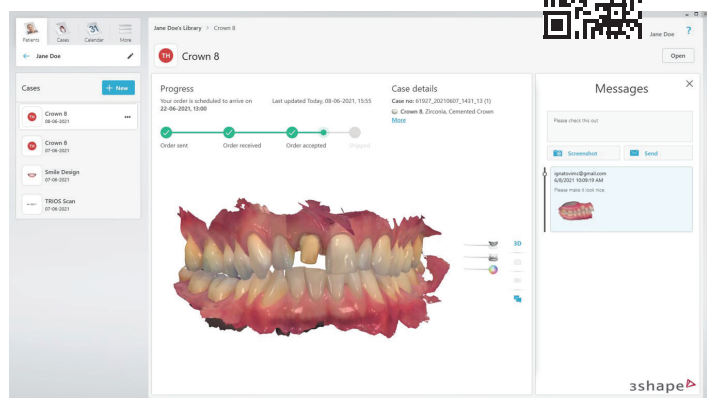 Patients
Cases
Calendar
More
Jane Doe's Library > Crown 8
Jane Doe
?
← Jane Doe
TH
Crown 8
Open
Cases
+ New
TH
Crown 8
08-06-2021
TH
Crown 8
07-06-2021
Smile Design
07-06-2021
TRIOS Scan
07-06-2021
Progress
Your order is scheduled to arrive on
22-06-2021, 13:00
Last updated Today, 08-06-2021, 15:55
Order sent
Order received
Order accepted
Shipped
Case details
Case no: 61927_20210607_1431_13 (1)
Crown 8, Zirconia, Cemented Crown
More
3D
Messages
Please check this out
Screenshot
Send
ignatovimc@gmail.com
6/8/2021 10:09:19 AM
Please make it look nice.
3shape